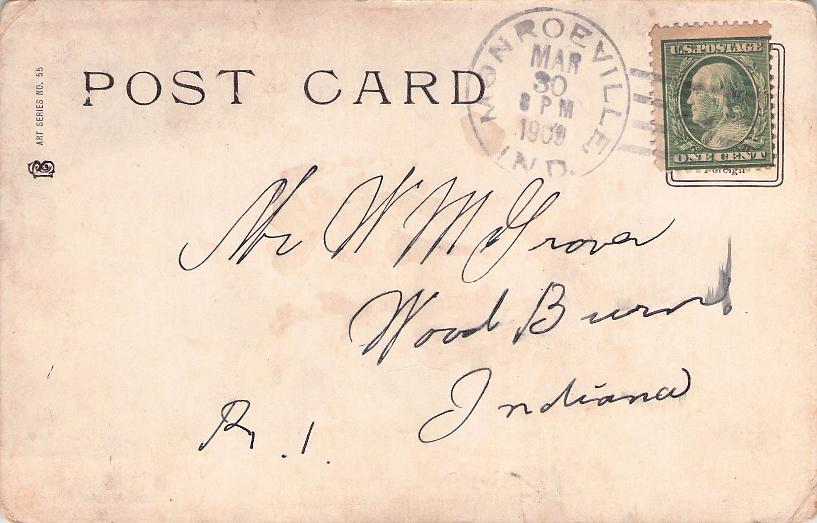 ART SERIES NO. 55
B
POST CARD
MONROEVILLE
MAR
30
8 PM
1909
IND.
U.S. POSTAGE
ONE CENT
Foreign
Mr W M Grover
Wood Burn
Indiana
R. 1.